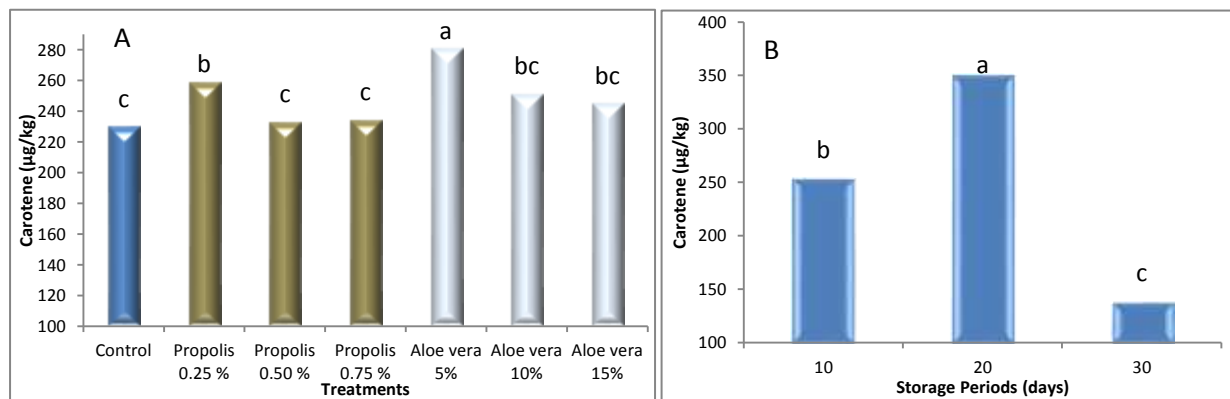 A
Carotene (µg/kg)
280
260
240
220
200
180
160
140
120
100
c
b
c
c
a
bc
bc
Control
Propolis 0.25 %
Propolis 0.50 %
Propolis 0.75 %
Aloe vera 5%
Aloe vera 10%
Aloe vera 15%
Treatments
B
Carotene (µg/kg)
400
350
300
250
200
150
100
b
a
c
10
20
30
Storage Periods (days)